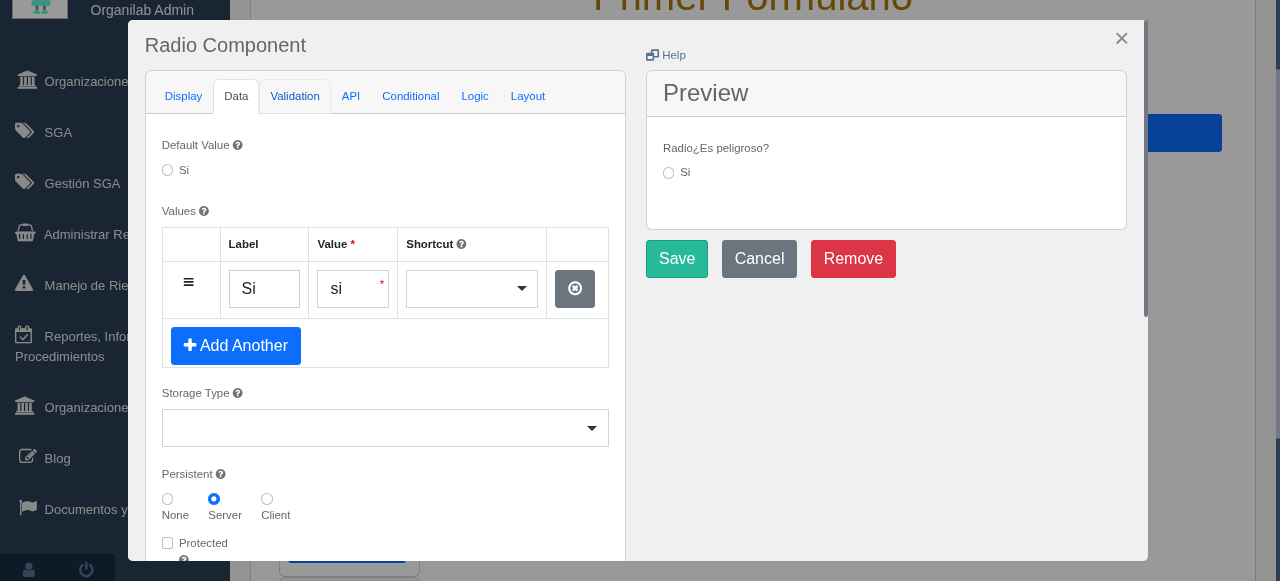 Organilab Admin
Primer Formulario
Organizacione
SGA
Gestión SGA
Administrar Re
Manejo de Rie
Reportes, Infor
Procedimientos
Organizacione
Blog
Documentos y
Radio Component
×
Help
Display
Data
Validation
API
Conditional
Logic
Layout
Default Value
Si
Values
Label
Value *
Shortcut
Si
si
*
Add Another
Storage Type
Persistent
None
Server
Client
Protected
Preview
Radio¿Es peligroso?
Si
Save
Cancel
Remove